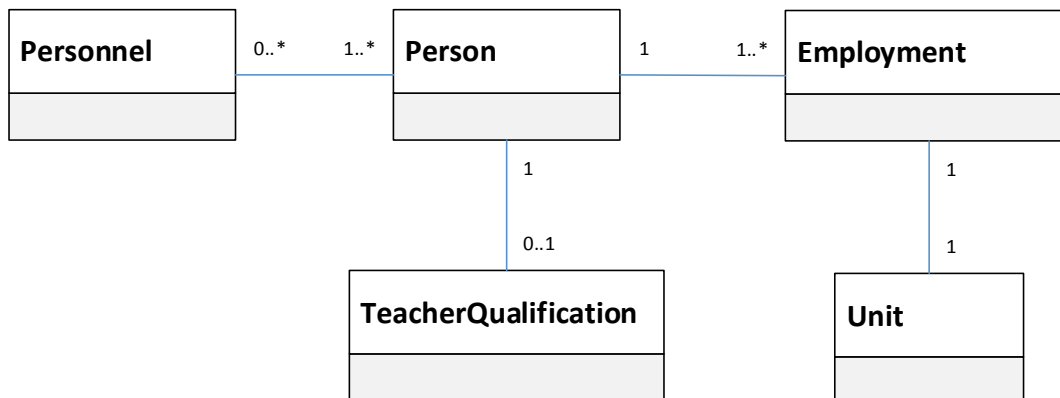 Personnel
0..*
1..*
Person
1
1..*
Employment
1
0..1
1
1
TeacherQualification
Unit